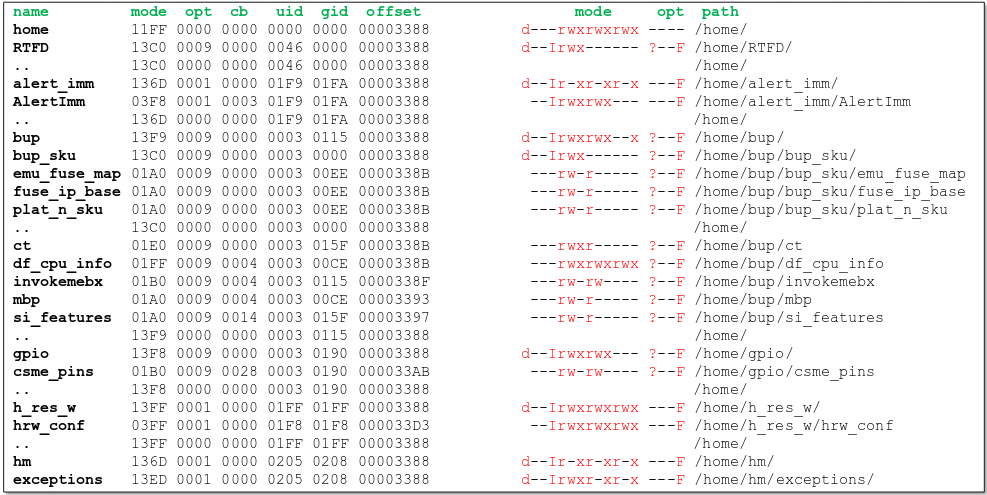 name mode opt cb uid gid offset mode opt path
home 11FF 0000 0000 0000 0000 00003388 d---rwxrwxrwx ---- /home/
RTFD 13C0 0009 0000 0046 0000 00003388 d--Irwx------ ?--F /home/RTFD/
.. 13C0 0000 0000 0046 0000 00003388 /home/
alert_imm 136D 0001 0000 01F9 01FA 00003388 d--Ir-xr-xr-x ---F /home/alert_imm/
AlertImm 03F8 0001 0003 01F9 01FA 00003388 --Irwxrwx--- ---F /home/alert_imm/AlertImm
.. 136D 0000 0000 01F9 01FA 00003388 /home/
bup 13F9 0009 0000 0003 0115 00003388 d--Irwxrwx--x ?--F /home/bup/
bup_sku 13C0 0009 0000 0003 0000 00003388 d--Irwx------ ?--F /home/bup/bup_sku/
emu_fuse_map 01A0 0009 0000 0003 00EE 0000338B ---rw-r----- ?--F /home/bup/bup_sku/emu_fuse_map
fuse_ip_base 01A0 0009 0000 0003 00EE 0000338B ---rw-r----- ?--F /home/bup/bup_sku/fuse_ip_base
plat_n_sku 01A0 0009 0000 0003 00EE 0000338B ---rw-r----- ?--F /home/bup/bup_sku/plat_n_sku
.. 13C0 0000 0000 0003 0000 00003388 /home/
ct 01E0 0009 0000 0003 015F 0000338B ---rwxr----- ?--F /home/bup/ct
df_cpu_info 01FF 0009 0004 0003 00CE 0000338B ---rwxrwxrwx ?--F /home/bup/df_cpu_info
invokemebx 01B0 0009 0004 0003 0115 0000338F ---rw-rw---- ?--F /home/bup/invokemebx
mbp 01A0 0009 0004 0003 00CE 00003393 ---rw-r----- ?--F /home/bup/mbp
si_features 01A0 0009 0014 0003 015F 00003397 ---rw-r----- ?--F /home/bup/si_features
.. 13F9 0000 0000 0003 0115 00003388 /home/
gpio 13F8 0009 0000 0003 0190 00003388 d--Irwxrwx--- ?--F /home/gpio/
csme_pins 01B0 0009 0028 0003 0190 000033AB ---rw-rw---- ?--F /home/gpio/csme_pins
.. 13F8 0000 0000 0003 0190 00003388 /home/
h_res_w 13FF 0001 0000 01FF 01FF 00003388 d--Irwxrwxrwx ---F /home/h_res_w/
hrw_conf 03FF 0001 0000 01F8 01F8 000033D3 --Irwxrwxrwx ---F /home/h_res_w/hrw_conf
.. 13FF 0000 0000 01FF 01FF 00003388 /home/
hm 136D 0001 0000 0205 0208 00003388 d--Ir-xr-xr-x ---F /home/hm/
exceptions 13ED 0001 0000 0205 0208 00003388 d--Irwxr-xr-x ---F /home/hm/exceptions/